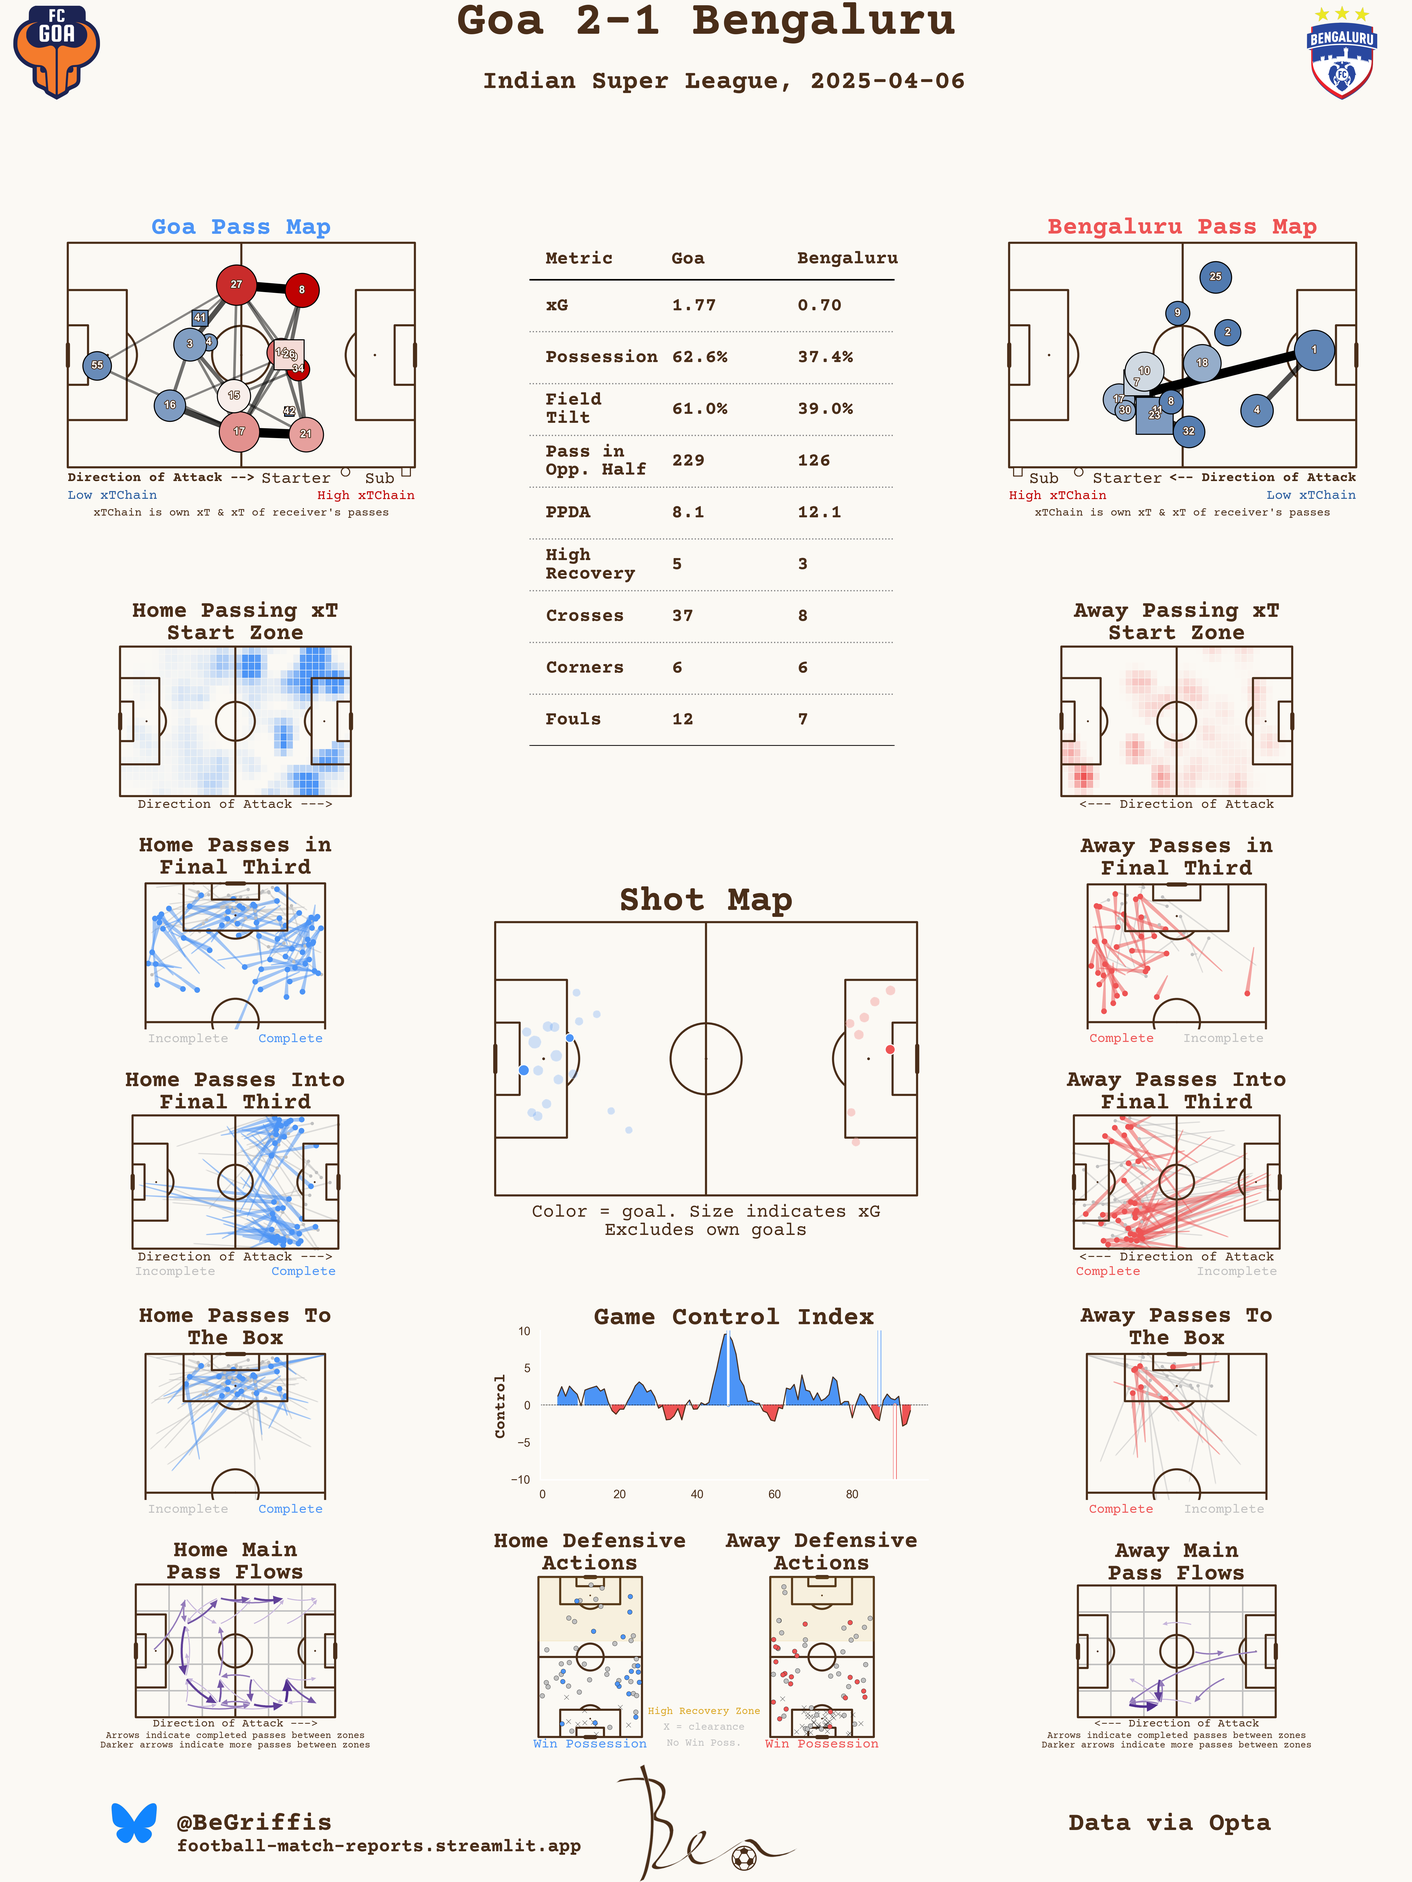 FC
GOA
Goa 2-1 Bengaluru
BENGALURU
FC
Indian Super League, 2025-04-06
Goa Pass Map
27
8
41
3
4
55
26
9
34
15
16
42
17
21
Direction of Attack --> Starter Sub
Low xTChain High xTChain
xTChain is own xT & xT of receiver's passes
Metric Goa Bengaluru
xG 1.77 0.70
Possession 62.6% 37.4%
Field
Tilt 61.0% 39.0%
Pass in
Opp. Half 229 126
PPDA 8.1 12.1
High
Recovery 5 3
Crosses 37 8
Corners 6 6
Fouls 12 7
Bengaluru Pass Map
25
9
2
1
18
10
7
17
8
30
11
23
4
32
Sub Starter <-- Direction of Attack
High xTChain Low xTChain
xTChain is own xT & xT of receiver's passes
Home Passing xT
Start Zone
Direction of Attack --->
Away Passing xT
Start Zone
<--- Direction of Attack
Home Passes in
Final Third
Incomplete Complete
Shot Map
Color = goal. Size indicates xG
Excludes own goals
Away Passes in
Final Third
Complete Incomplete
Home Passes Into
Final Third
Direction of Attack --->
Incomplete Complete
Away Passes Into
Final Third
<--- Direction of Attack
Complete Incomplete
Home Passes To
The Box
Incomplete Complete
Game Control Index
Control
10
5
0
−5
−10
0 20 40 60 80
Away Passes To
The Box
Complete Incomplete
Home Main
Pass Flows
Direction of Attack --->
Arrows indicate completed passes between zones
Darker arrows indicate more passes between zones
Home Defensive
Actions
Win Possession
High Recovery Zone
X = clearance
No Win Poss.
Away Defensive
Actions
Win Possession
Away Main
Pass Flows
<--- Direction of Attack
Arrows indicate completed passes between zones
Darker arrows indicate more passes between zones
@BeGriffis
football-match-reports.streamlit.app
Ben
Data via Opta